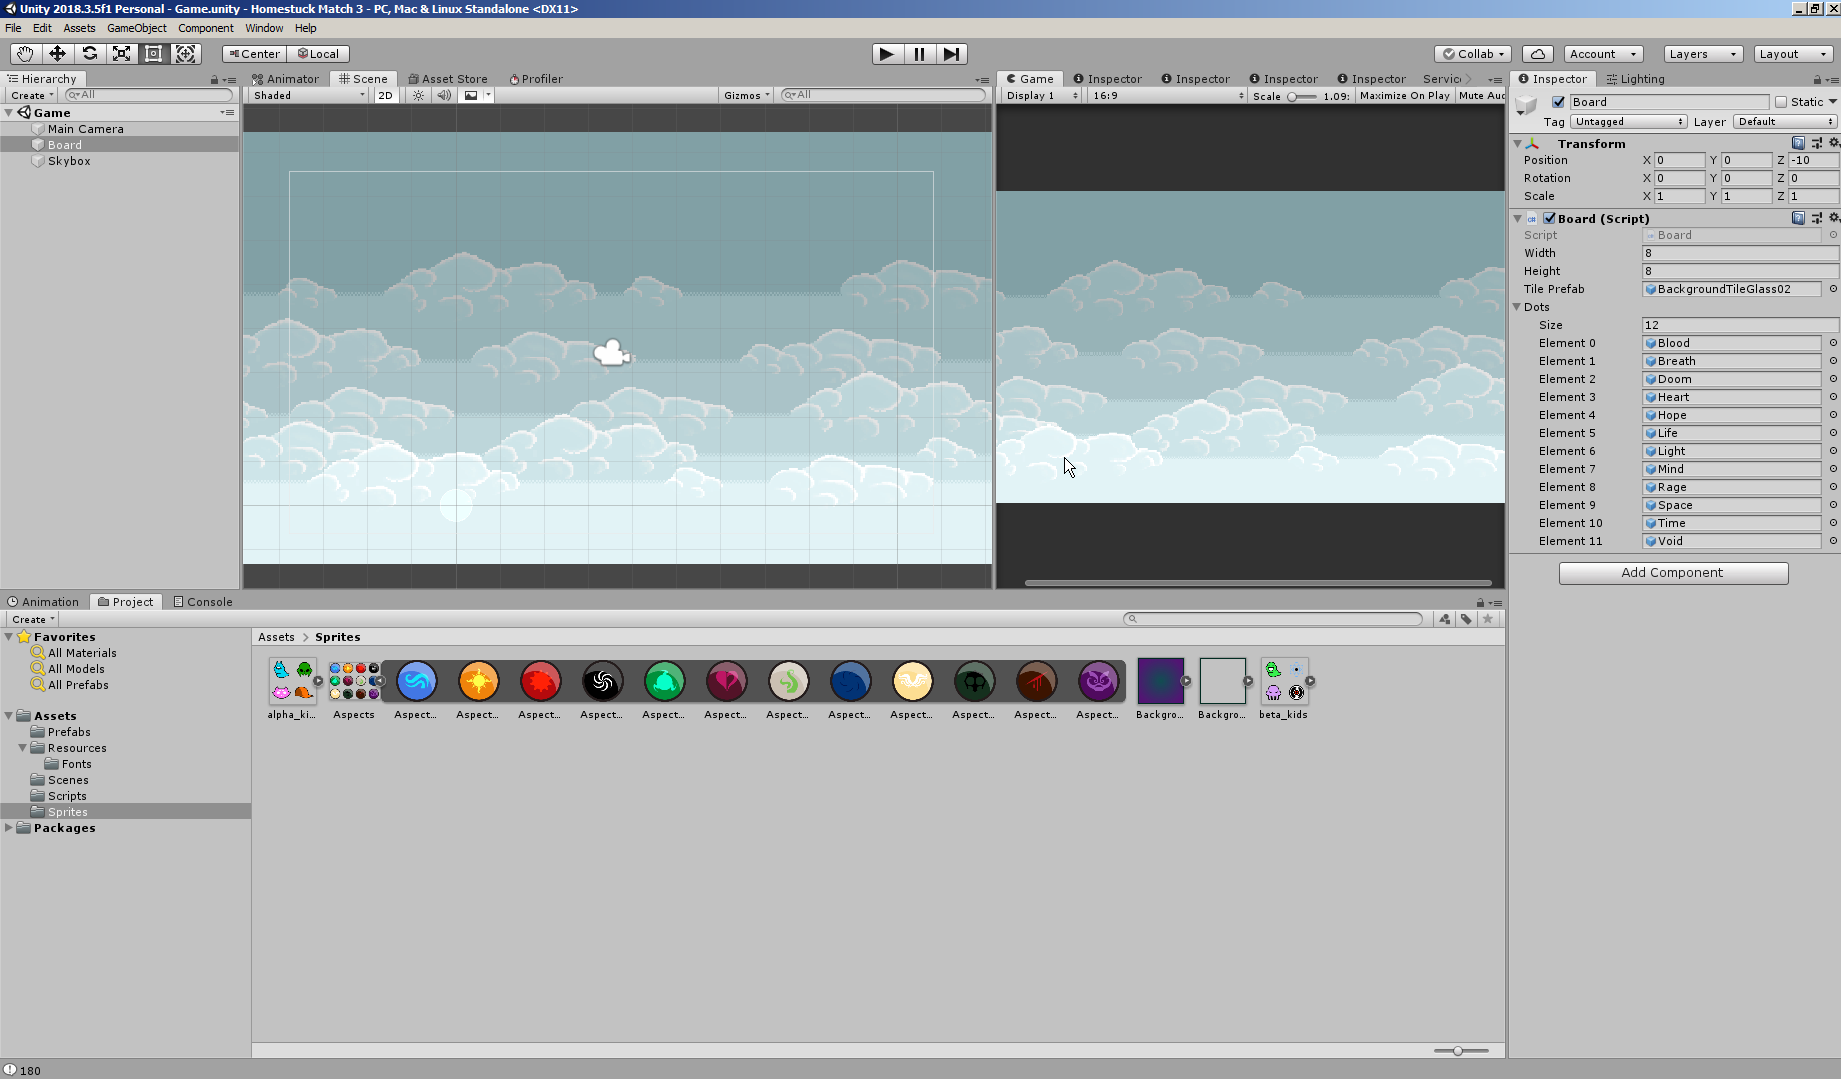 Unity 2018.3.5f1 Personal - Game.unity - Homestuck Match 3 - PC, Mac & Linux Standalone <DX11>
File Edit Assets GameObject Component Window Help
Center Local Collab Account Layers Layout
Hierarchy
Create All
Game
Main Camera
Board
Skybox
Animator Scene Asset Store Profiler
Shaded 2D Gizmos All
Game Inspector Inspector Inspector Inspector Servic
Display 1 16:9 Scale 1.09: Maximize On Play Mute Aud
Inspector Lighting
Board Static
Tag Untagged Layer Default
Transform
Position X 0 Y 0 Z -10
Rotation X 0 Y 0 Z 0
Scale X 1 Y 1 Z 1
Board (Script)
Script Board
Width 8
Height 8
Tile Prefab BackgroundTileGlass02
Dots
Size 12
Element 0 Blood
Element 1 Breath
Element 2 Doom
Element 3 Heart
Element 4 Hope
Element 5 Life
Element 6 Light
Element 7 Mind
Element 8 Rage
Element 9 Space
Element 10 Time
Element 11 Void
Add Component
Animation Project Console
Create
Favorites
All Materials
All Models
All Prefabs
Assets
Prefabs
Resources
Fonts
Scenes
Scripts
Sprites
Packages
Assets > Sprites
alpha_ki... Aspects Aspect... Aspect... Aspect... Aspect... Aspect... Aspect... Aspect... Aspect... Aspect... Aspect... Aspect... Aspect... Backgro... Backgro... beta_kids
180